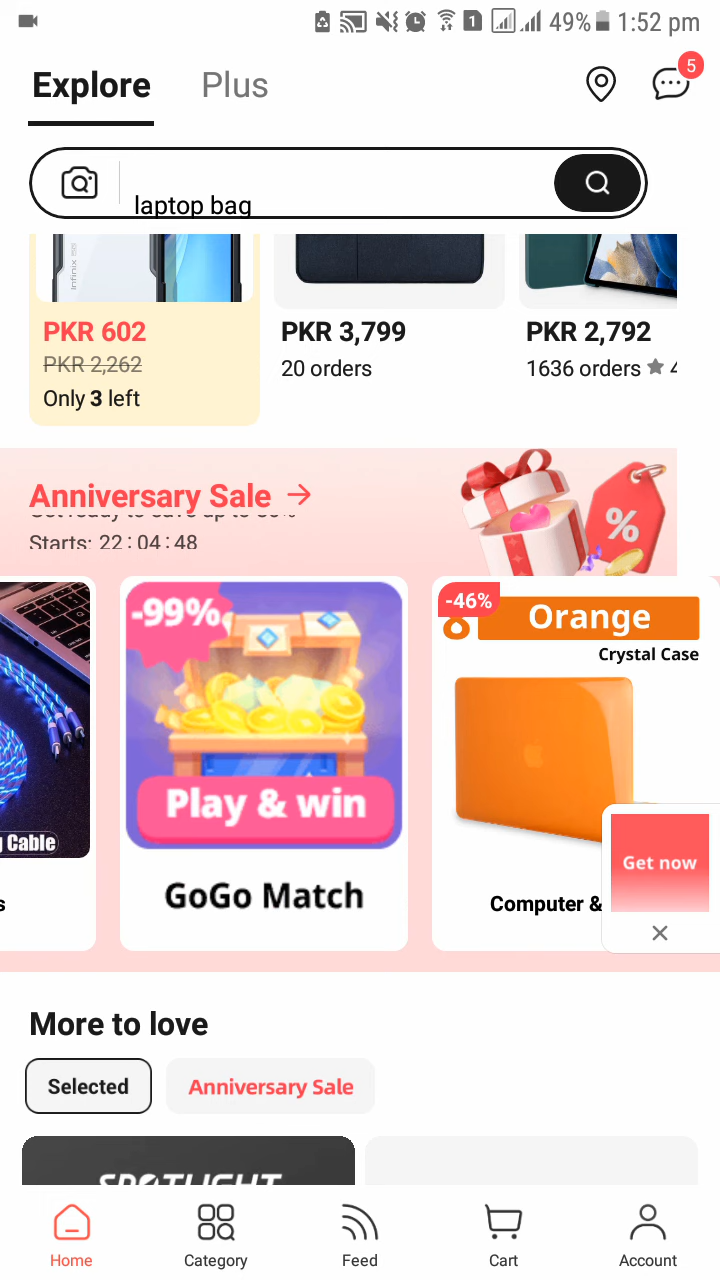 1 49% 1:52 pm
Explore Plus
5
laptop bag
Infinix
PKR 602
PKR 2,262
Only 3 left
PKR 3,799
20 orders
PKR 2,792
1636 orders
Anniversary Sale →
Starts: 22 : 04 : 48
%
Cable
-99%
Play & win
GoGo Match
-46%
Orange
Crystal Case
Computer &
Get now
More to love
Selected
Anniversary Sale
SPOTLIGHT
Home
Category
Feed
Cart
Account